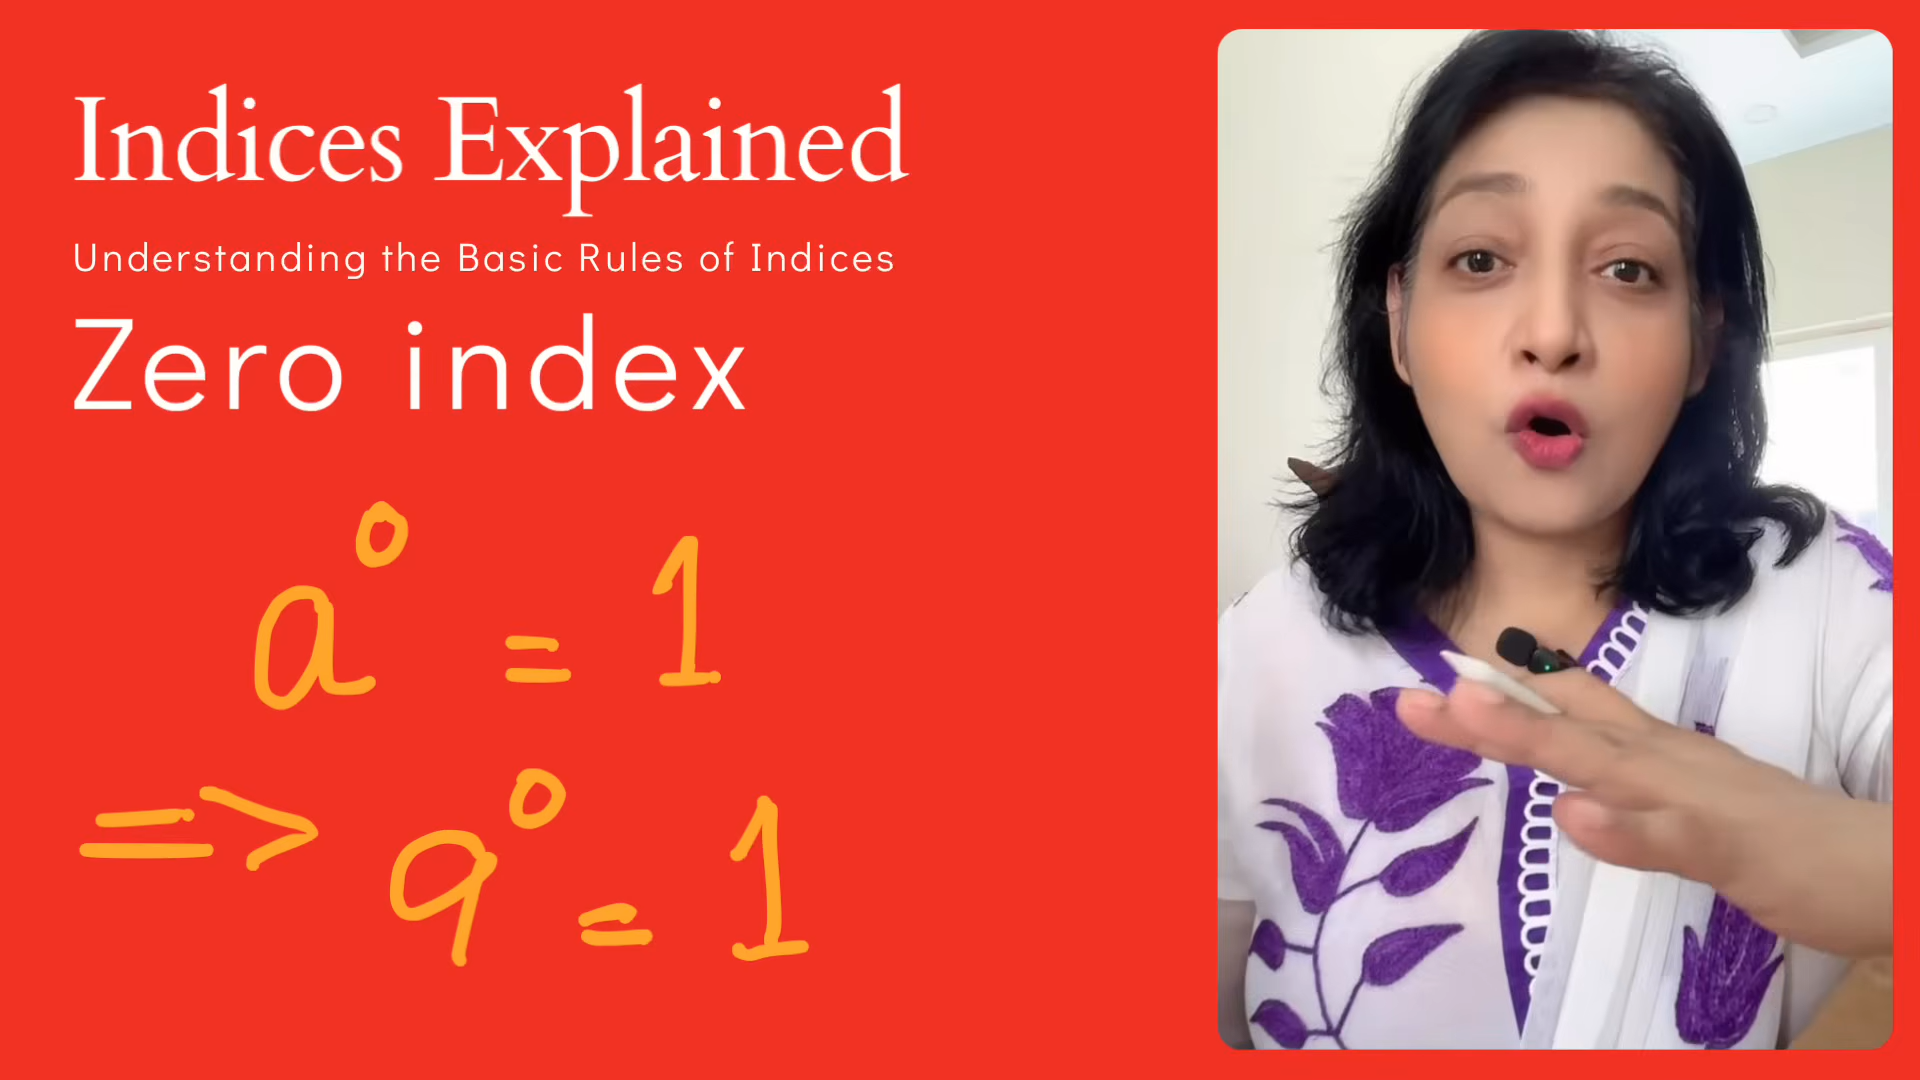 Indices Explained
Understanding the Basic Rules of Indices
Zero index
a⁰ = 1
=> 9⁰ = 1